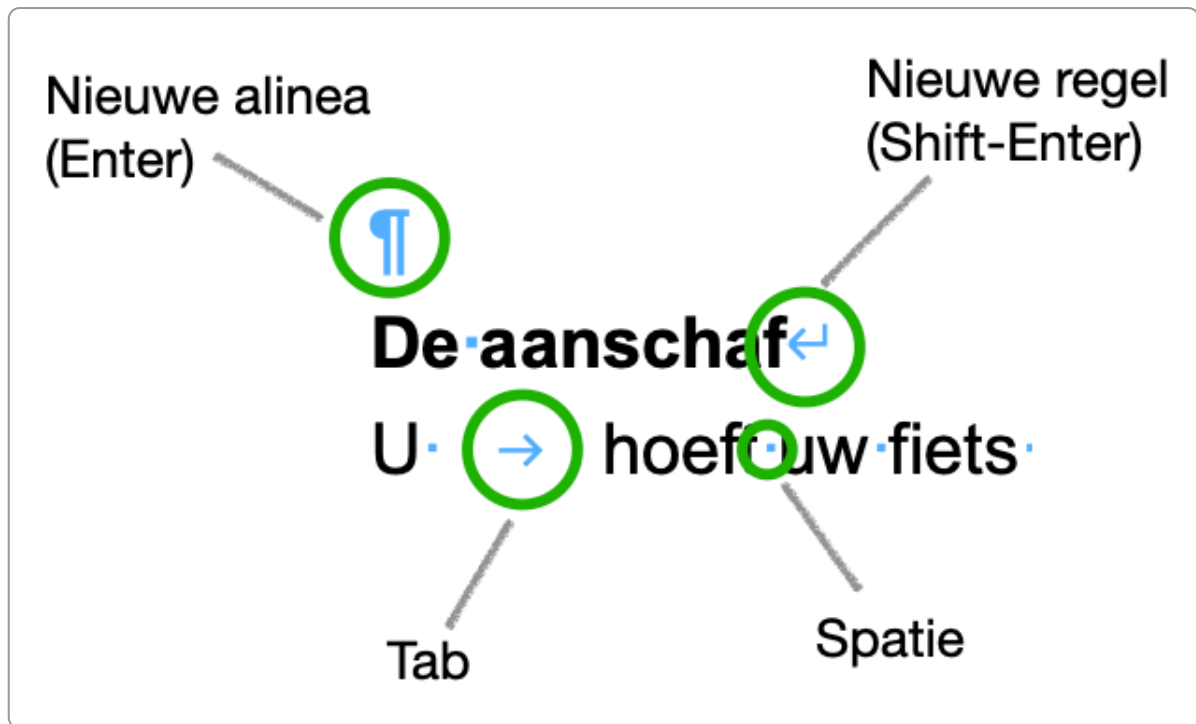 Nieuwe alinea
(Enter)
Nieuwe regel
(Shift-Enter)
¶
De·aanschaf↵
U· → hoeft·uw·fiets·
Tab
Spatie